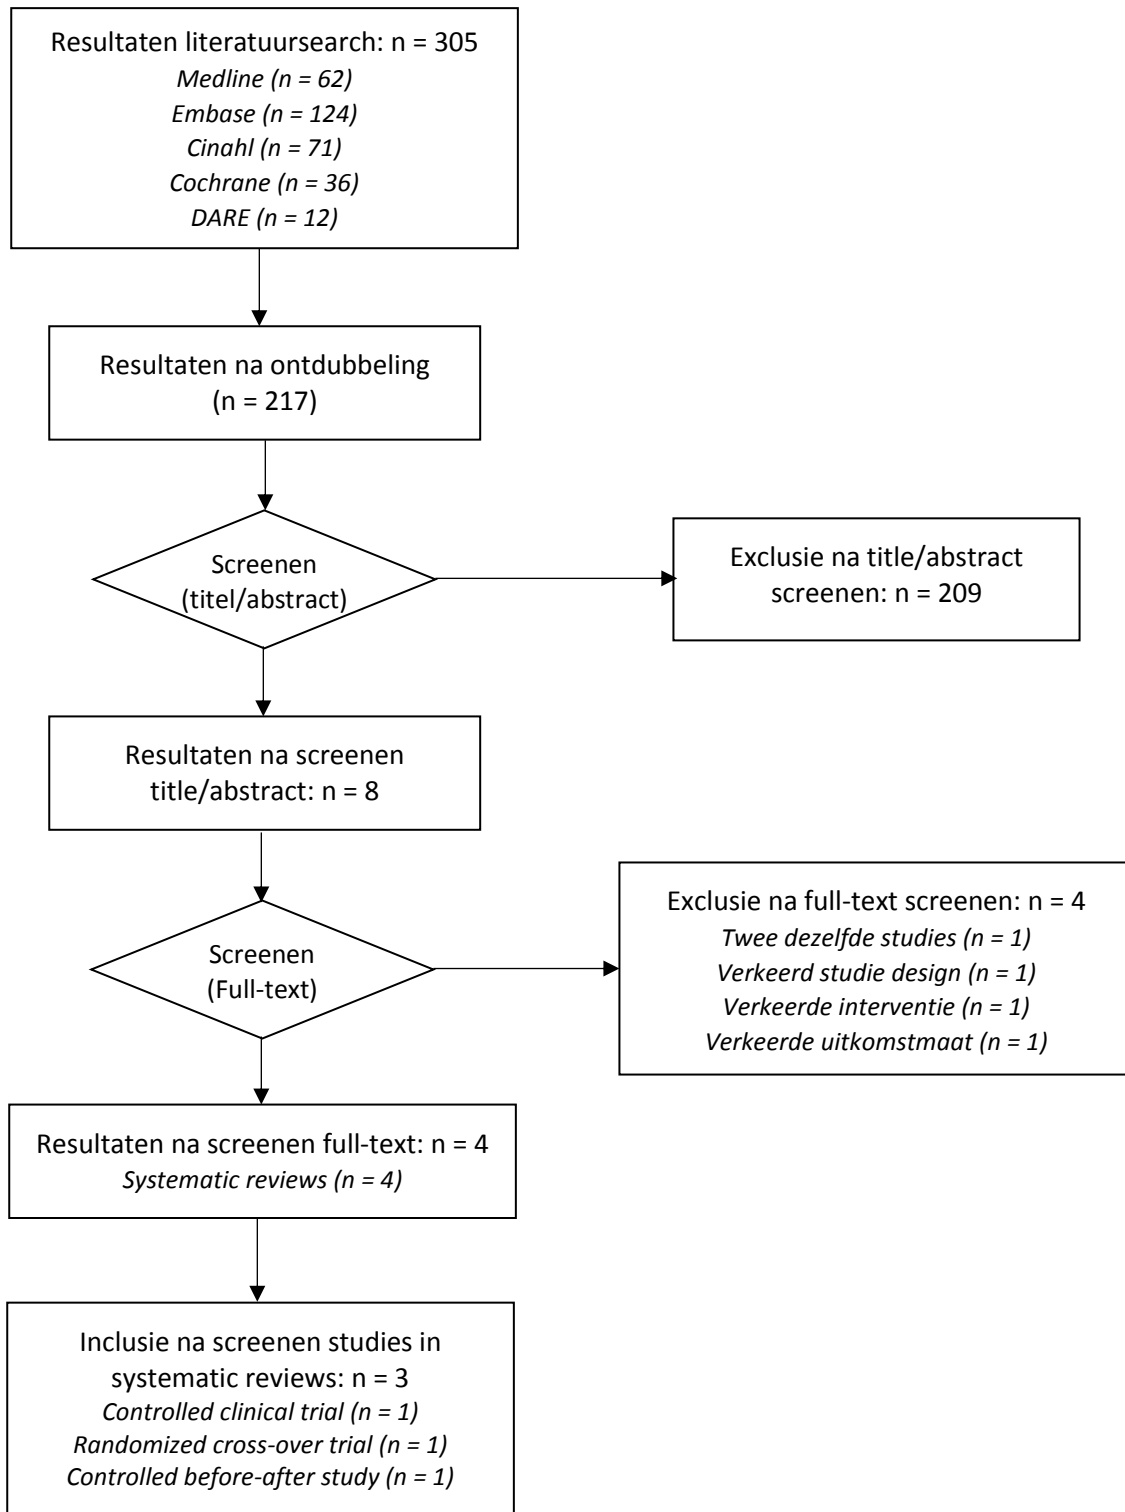 Resultaten literatuursearch: n = 305
Medline (n = 62)
Embase (n = 124)
Cinahl (n = 71)
Cochrane (n = 36)
DARE (n = 12)
Resultaten na ontdubbeling
(n = 217)
Screenen
(titel/abstract)
Exclusie na title/abstract
screenen: n = 209
Resultaten na screenen
title/abstract: n = 8
Screenen
(Full-text)
Exclusie na full-text screenen: n = 4
Twee dezelfde studies (n = 1)
Verkeerd studie design (n = 1)
Verkeerde interventie (n = 1)
Verkeerde uitkomstmaat (n = 1)
Resultaten na screenen full-text: n = 4
Systematic reviews (n = 4)
Inclusie na screenen studies in
systematic reviews: n = 3
Controlled clinical trial (n = 1)
Randomized cross-over trial (n = 1)
Controlled before-after study (n = 1)